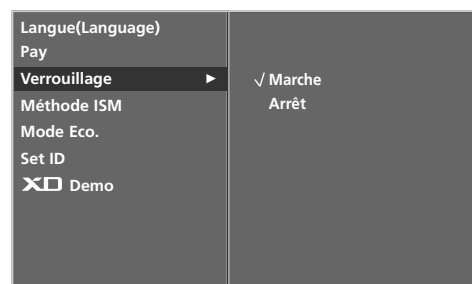 Langue(Language)
Pay
Verrouillage ►
Méthode ISM
Mode Eco.
Set ID
XD Demo
√ Marche
Arrêt